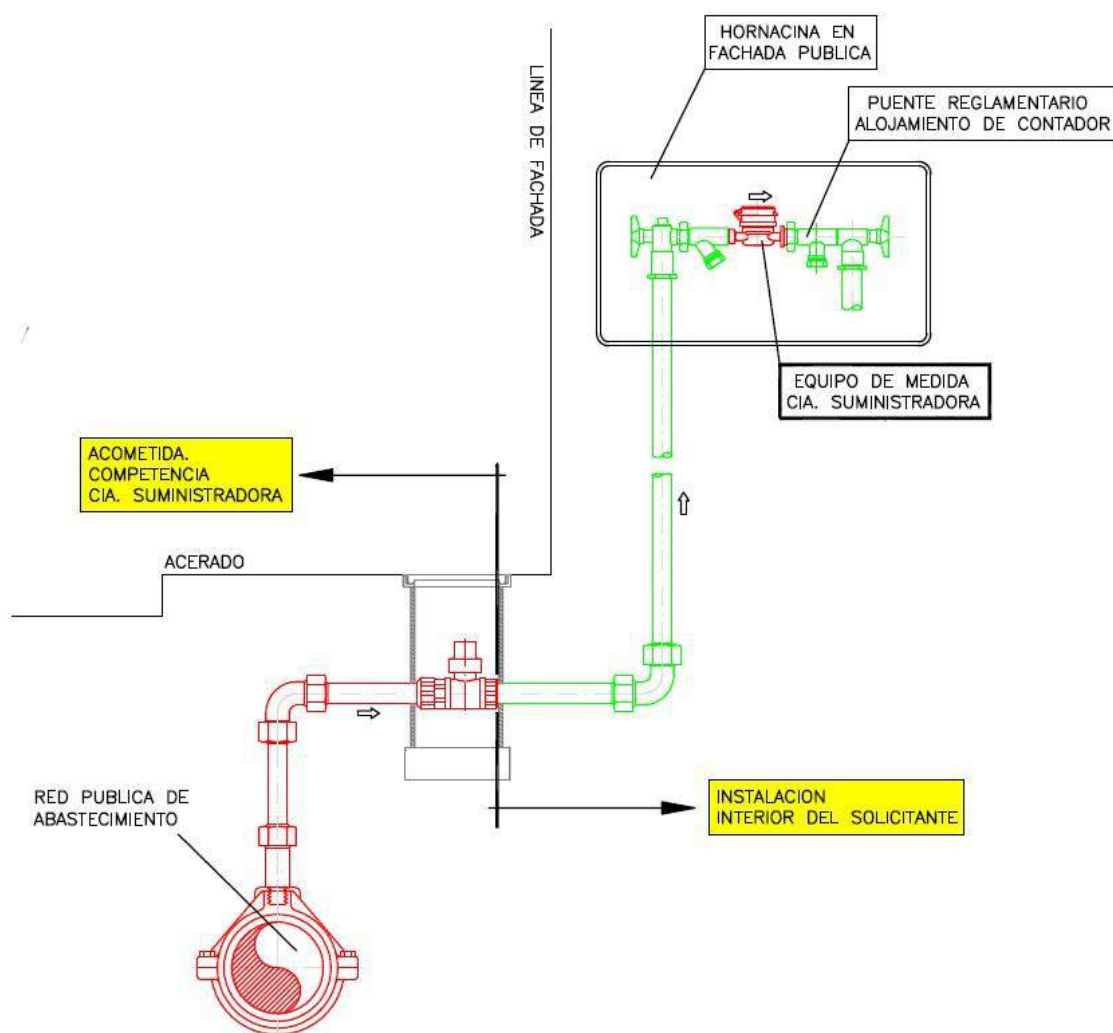 HORNACINA EN
FACHADA PUBLICA
LINEA DE FACHADA
PUENTE REGLAMENTARIO
ALOJAMIENTO DE CONTADOR
EQUIPO DE MEDIDA
CIA. SUMINISTRADORA
ACOMETIDA.
COMPETENCIA
CIA. SUMINISTRADORA
ACERADO
RED PUBLICA DE
ABASTECIMIENTO
INSTALACION
INTERIOR DEL SOLICITANTE